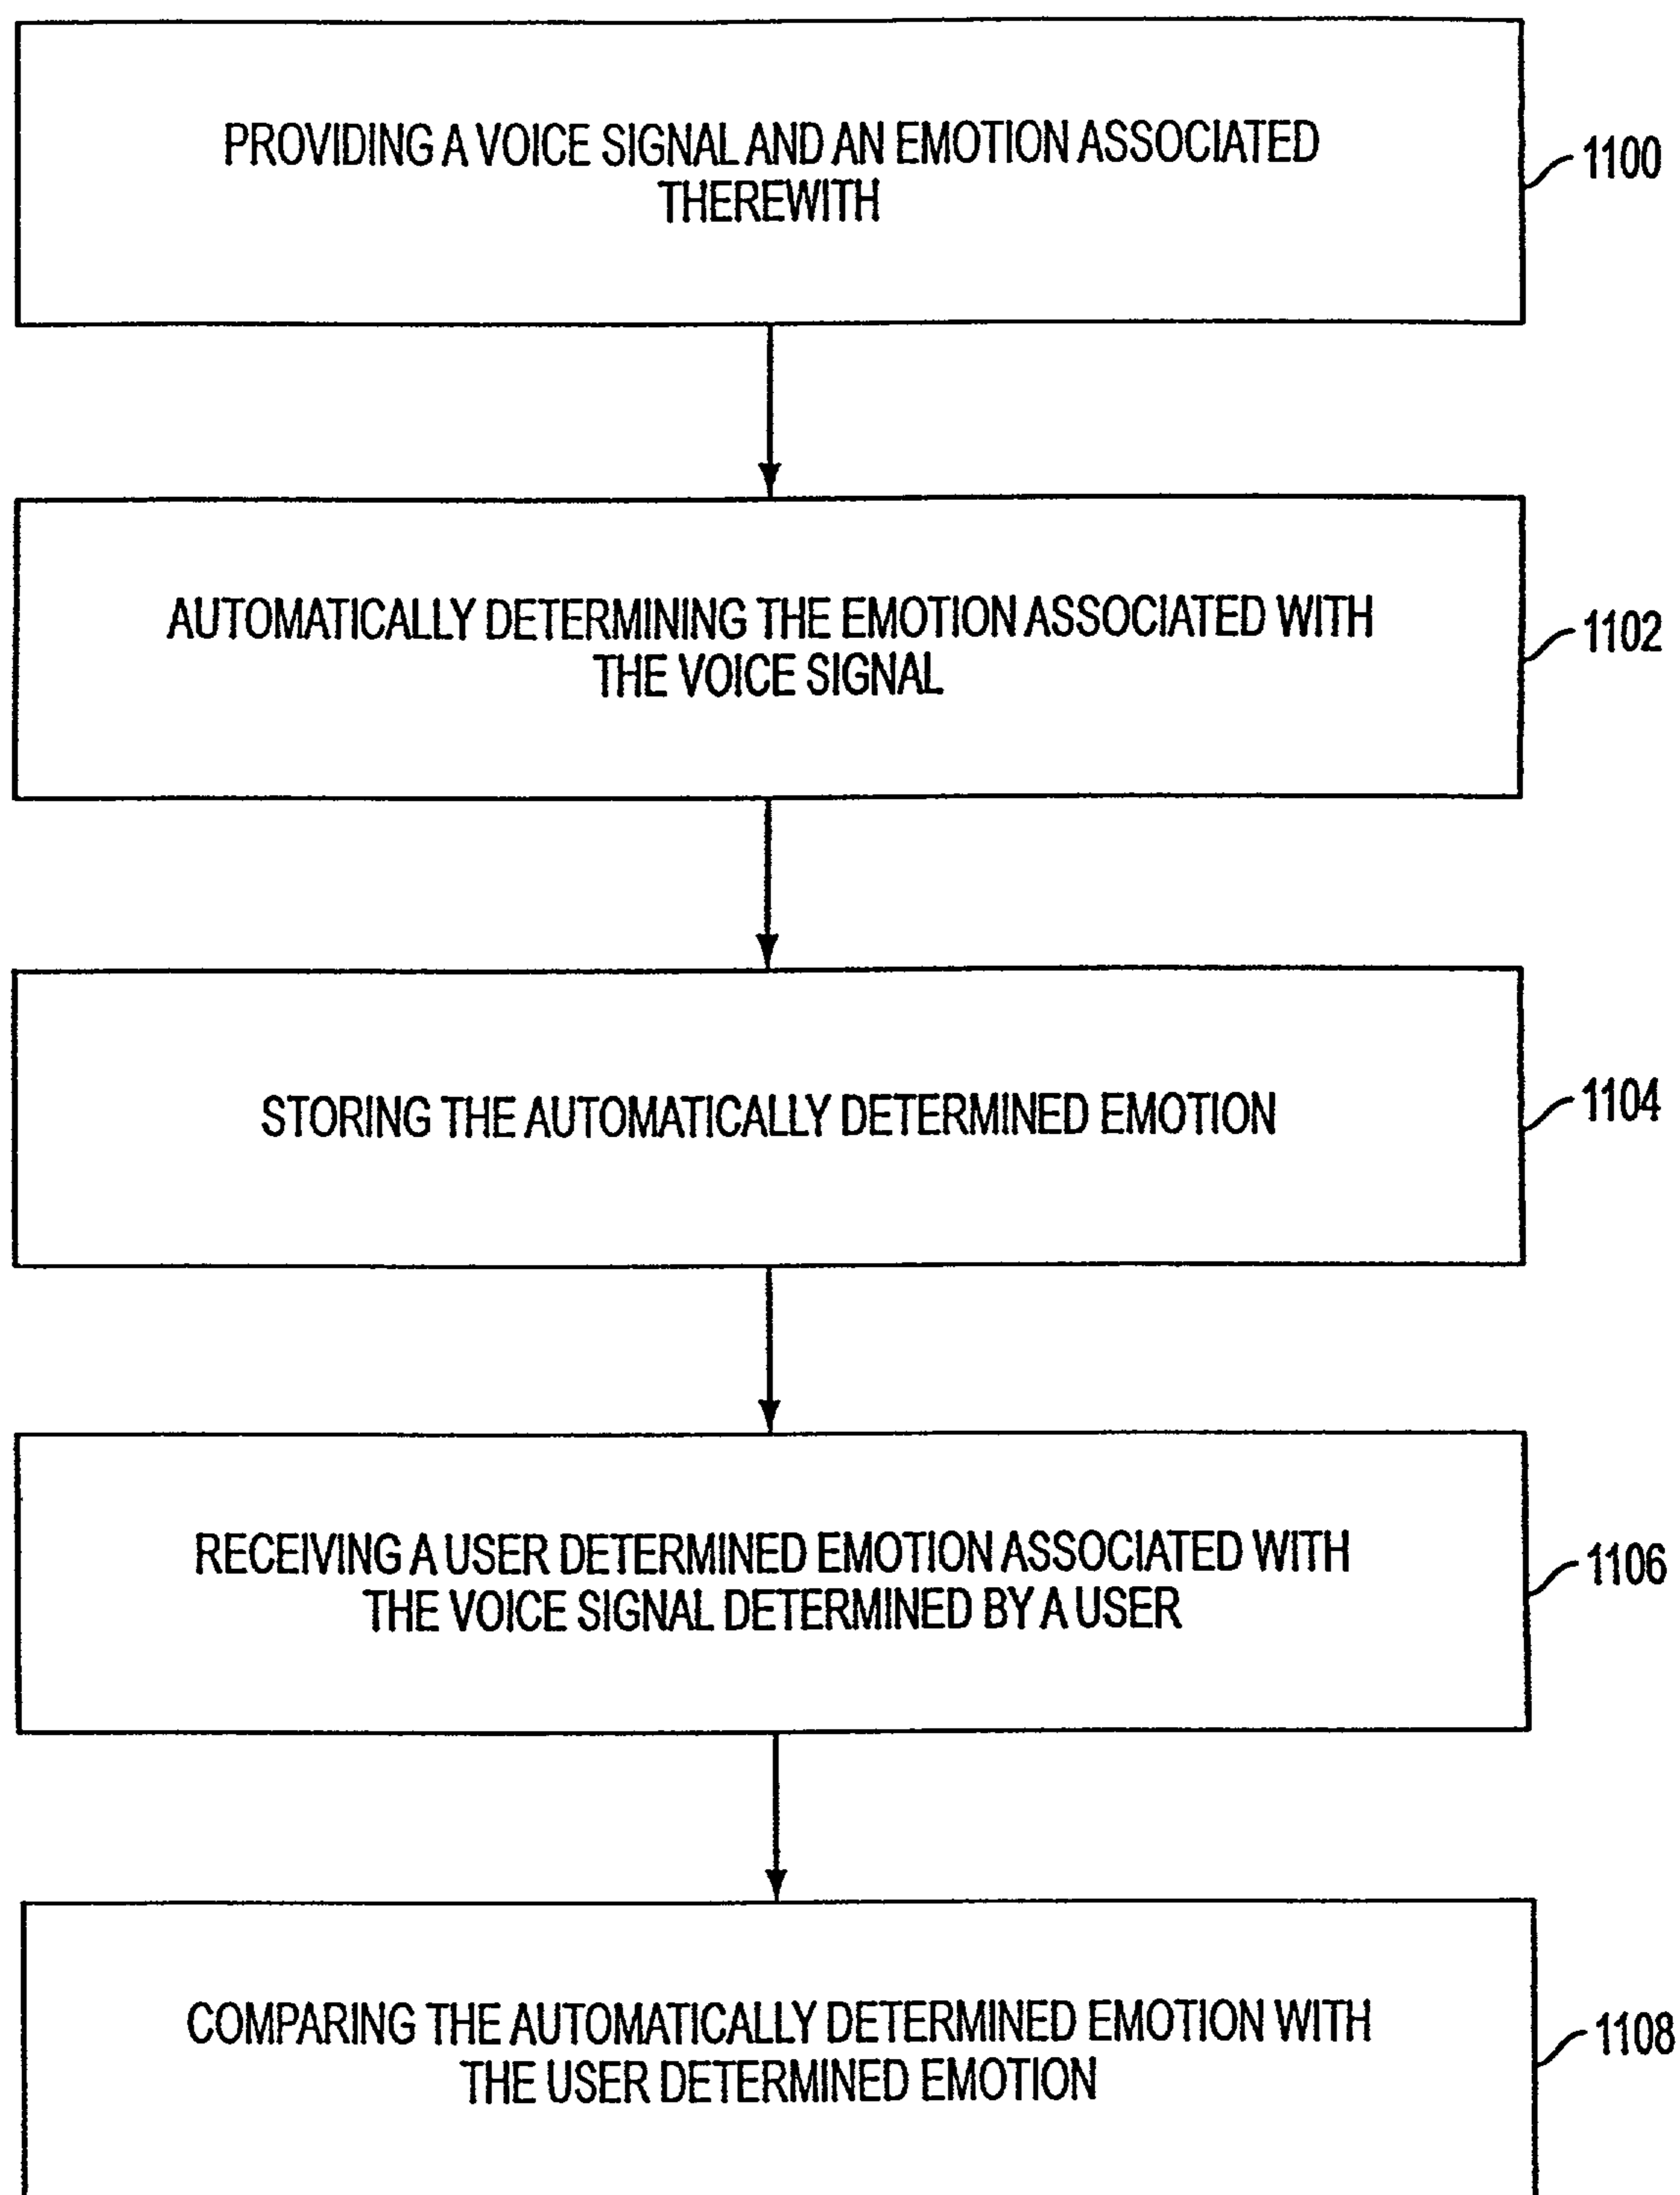 PROVIDING A VOICE SIGNAL AND AN EMOTION ASSOCIATED
THEREWITH
1100
AUTOMATICALLY DETERMINING THE EMOTION ASSOCIATED WITH
THE VOICE SIGNAL
1102
STORING THE AUTOMATICALLY DETERMINED EMOTION
1104
RECEIVING A USER DETERMINED EMOTION ASSOCIATED WITH
THE VOICE SIGNAL DETERMINED BY A USER
1106
COMPARING THE AUTOMATICALLY DETERMINED EMOTION WITH
THE USER DETERMINED EMOTION
1108